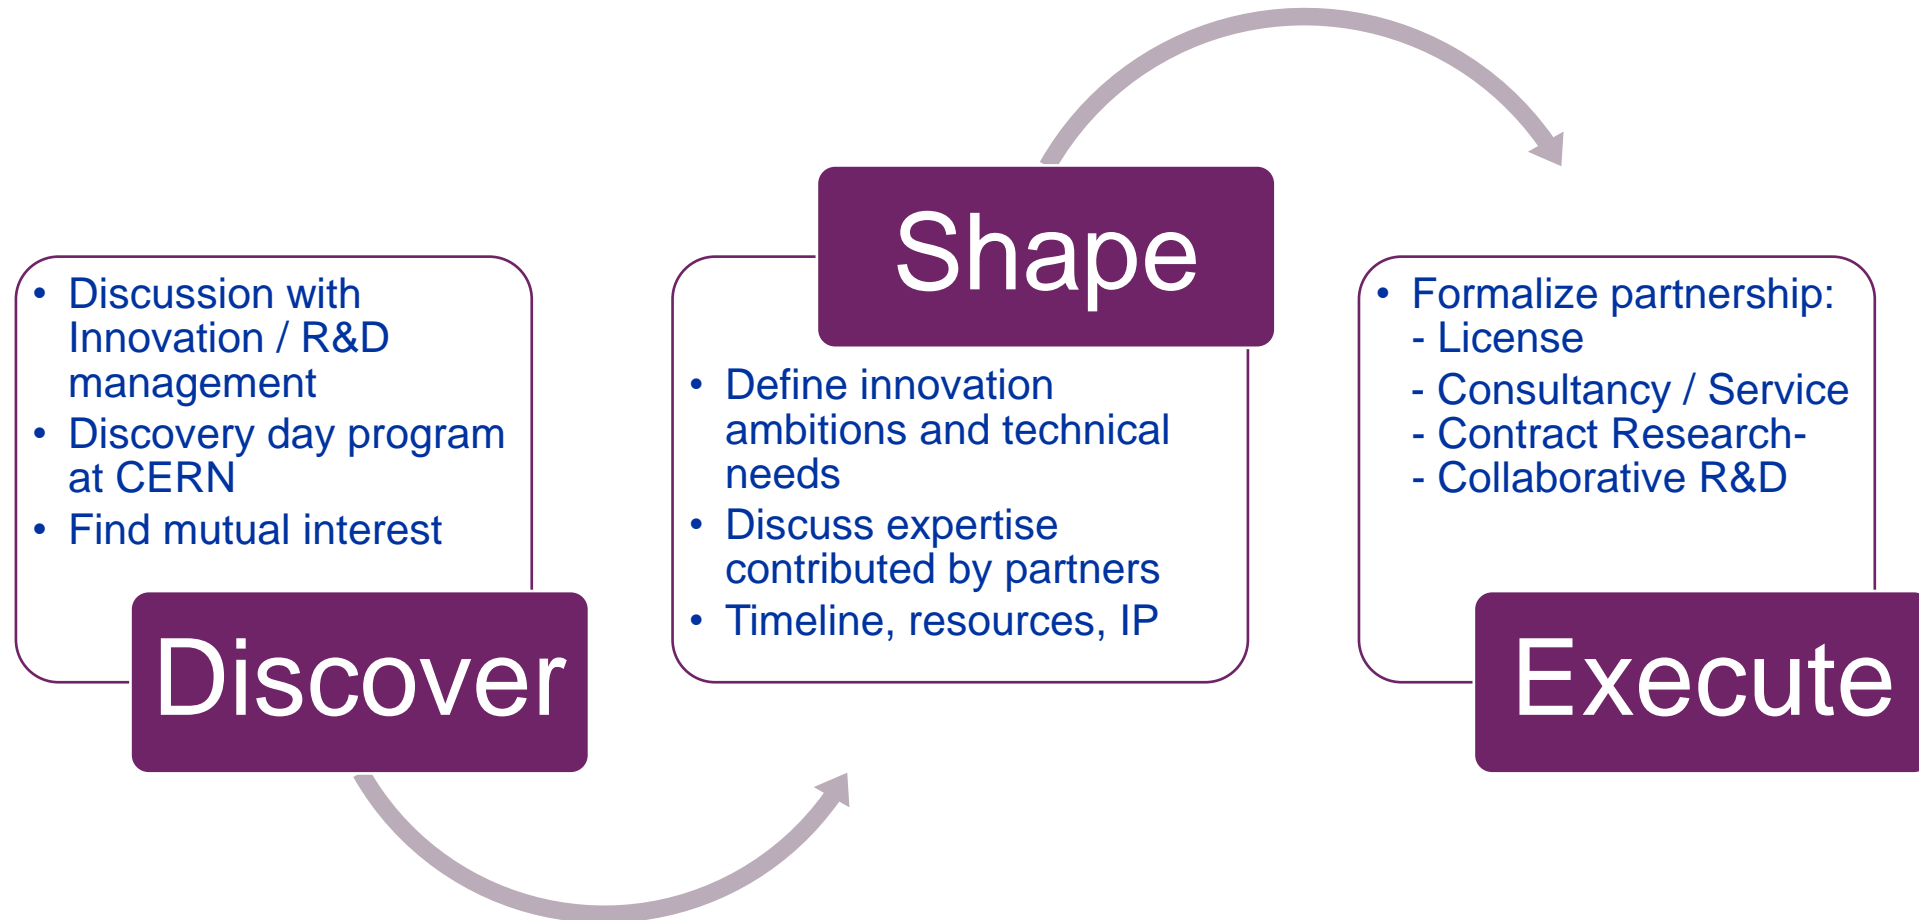 • Discussion with
Innovation / R&D
management
• Discovery day program
at CERN
• Find mutual interest
Discover
Shape
• Define innovation
ambitions and technical
needs
• Discuss expertise
contributed by partners
• Timeline, resources, IP
• Formalize partnership:
- License
- Consultancy / Service
- Contract Research-
- Collaborative R&D
Execute